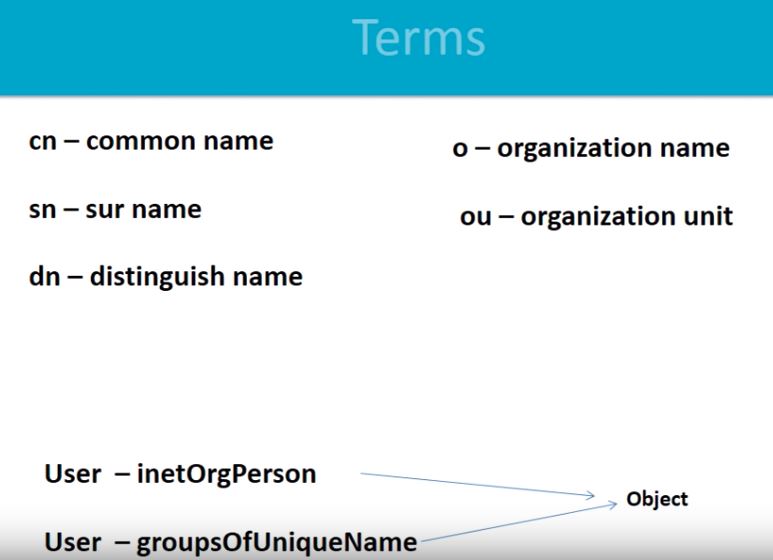 Terms
cn – common name
sn – sur name
dn – distinguish name
o – organization name
ou – organization unit
User – inetOrgPerson
User – groupsOfUniqueName
Object